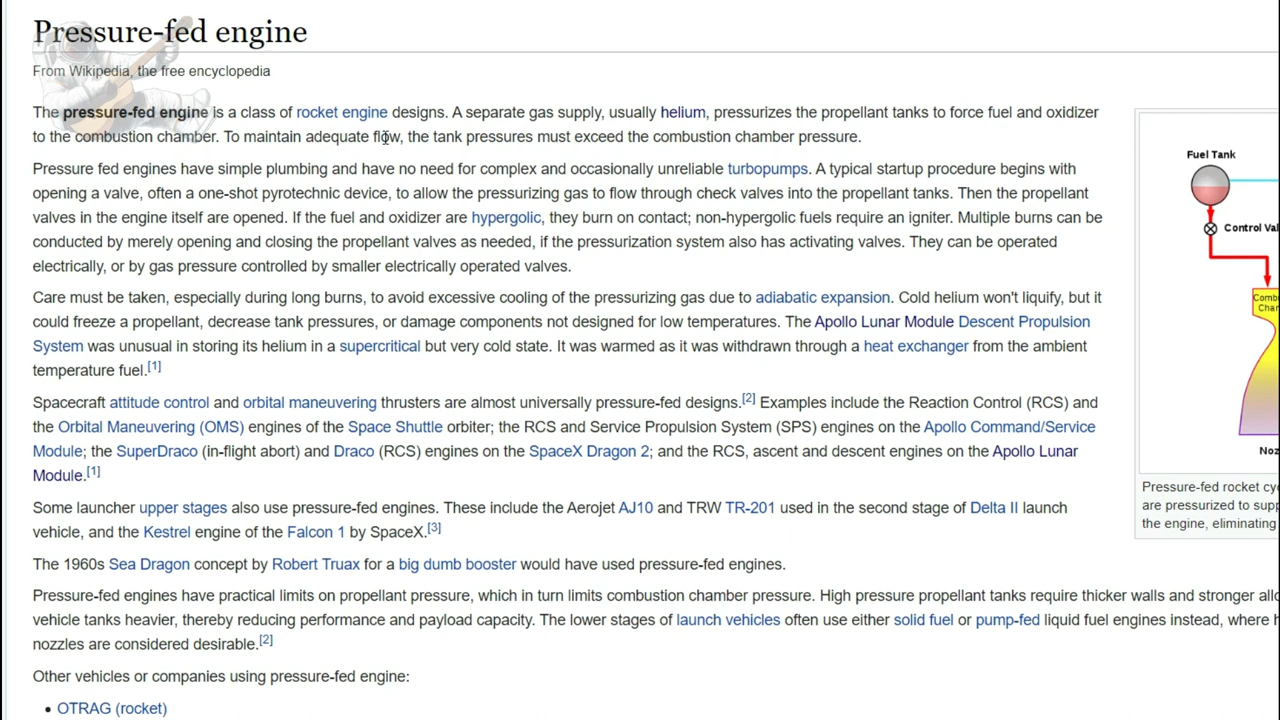 Pressure-fed engine
From Wikipedia, the free encyclopedia
The pressure-fed engine is a class of rocket engine designs. A separate gas supply, usually helium, pressurizes the propellant tanks to force fuel and oxidizer
to the combustion chamber. To maintain adequate flow, the tank pressures must exceed the combustion chamber pressure.
Pressure fed engines have simple plumbing and have no need for complex and occasionally unreliable turbopumps. A typical startup procedure begins with
opening a valve, often a one-shot pyrotechnic device, to allow the pressurizing gas to flow through check valves into the propellant tanks. Then the propellant
valves in the engine itself are opened. If the fuel and oxidizer are hypergolic, they burn on contact; non-hypergolic fuels require an igniter. Multiple burns can be
conducted by merely opening and closing the propellant valves as needed, if the pressurization system also has activating valves. They can be operated
electrically, or by gas pressure controlled by smaller electrically operated valves.
Care must be taken, especially during long burns, to avoid excessive cooling of the pressurizing gas due to adiabatic expansion. Cold helium won't liquify, but it
could freeze a propellant, decrease tank pressures, or damage components not designed for low temperatures. The Apollo Lunar Module Descent Propulsion
System was unusual in storing its helium in a supercritical but very cold state. It was warmed as it was withdrawn through a heat exchanger from the ambient
temperature fuel.[1]
Spacecraft attitude control and orbital maneuvering thrusters are almost universally pressure-fed designs.[2] Examples include the Reaction Control (RCS) and
the Orbital Maneuvering (OMS) engines of the Space Shuttle orbiter; the RCS and Service Propulsion System (SPS) engines on the Apollo Command/Service
Module; the SuperDraco (in-flight abort) and Draco (RCS) engines on the SpaceX Dragon 2; and the RCS, ascent and descent engines on the Apollo Lunar
Module.[1]
Some launcher upper stages also use pressure-fed engines. These include the Aerojet AJ10 and TRW TR-201 used in the second stage of Delta II launch
vehicle, and the Kestrel engine of the Falcon 1 by SpaceX.[3]
The 1960s Sea Dragon concept by Robert Truax for a big dumb booster would have used pressure-fed engines.
Pressure-fed engines have practical limits on propellant pressure, which in turn limits combustion chamber pressure. High pressure propellant tanks require thicker walls and stronger
vehicle tanks heavier, thereby reducing performance and payload capacity. The lower stages of launch vehicles often use either solid fuel or pump-fed liquid fuel engines instead, where
nozzles are considered desirable.[2]
Other vehicles or companies using pressure-fed engine:
• OTRAG (rocket)
Fuel Tank
Control
Pressure-fed rocket
are pressurized to
the engine, eliminating